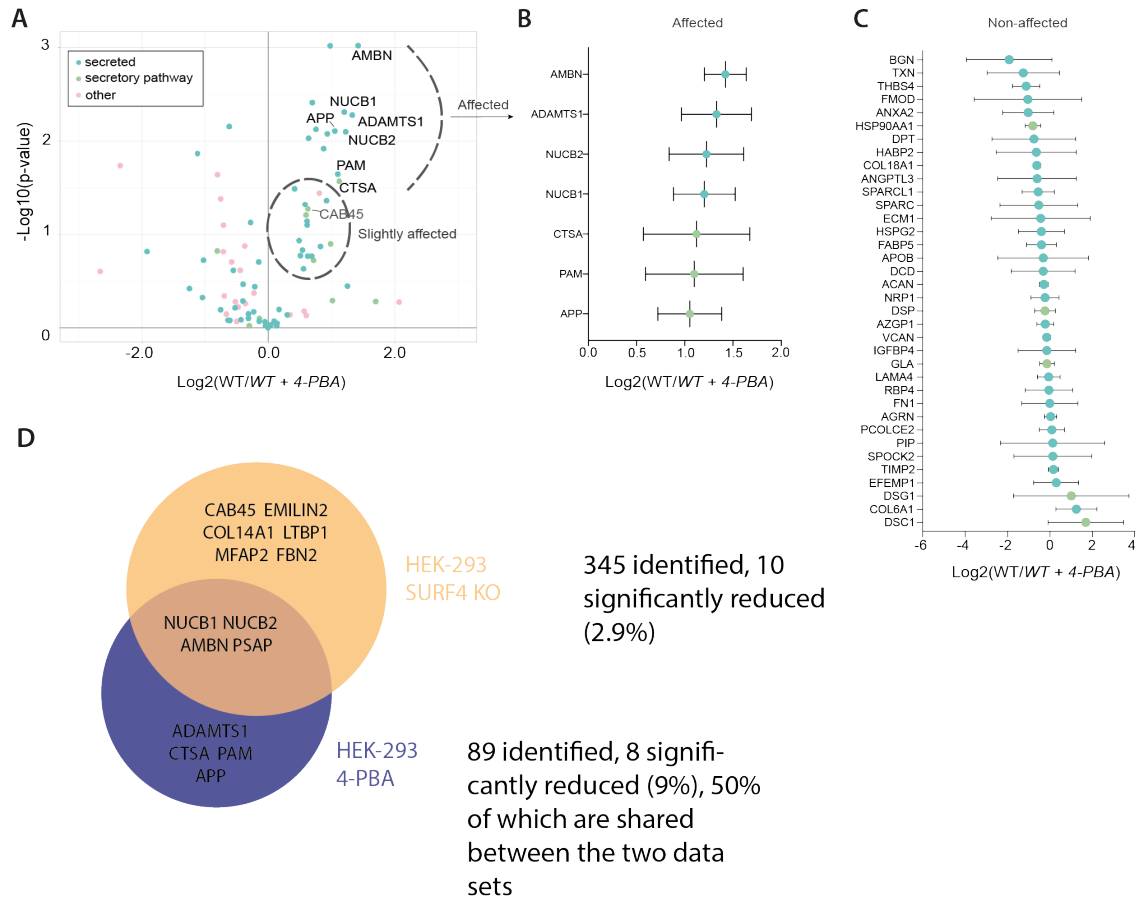 A
3
2
1
0
-Log10(p-value)
secreted
secretory pathway
other
AMBN
NUCB1
APP
ADAMTS1
NUCB2
PAM
CTSA
CAB45
Slightly affected
Affected
-2.0
0.0
2.0
Log2(WT/WT + 4-PBA)
B
Affected
AMBN
ADAMTS1
NUCB2
NUCB1
CTSA
PAM
APP
0.0
0.5
1.0
1.5
2.0
Log2(WT/WT + 4-PBA)
C
Non-affected
BGN
TXN
THBS4
FMOD
ANXA2
HSP90AA1
DPT
HABP2
COL18A1
ANGPTL3
SPARCL1
SPARC
ECM1
HSPG2
FABP5
APOB
DCD
ACAN
NRP1
DSP
AZGP1
VCAN
IGFBP4
GLA
LAMA4
RBP4
FN1
AGRN
PCOLCE2
PIP
SPOCK2
TIMP2
EFEMP1
DSG1
COL6A1
DSC1
-6
-4
-2
0
2
4
Log2(WT/WT + 4-PBA)
D
CAB45 EMILIN2
COL14A1 LTBP1
MFAP2 FBN2
HEK-293
SURF4 KO
NUCB1 NUCB2
AMBN PSAP
ADAMTS1
CTSA PAM
APP
HEK-293
4-PBA
345 identified, 10
significantly reduced
(2.9%)
89 identified, 8 signifi-
cantly reduced (9%), 50%
of which are shared
between the two data
sets